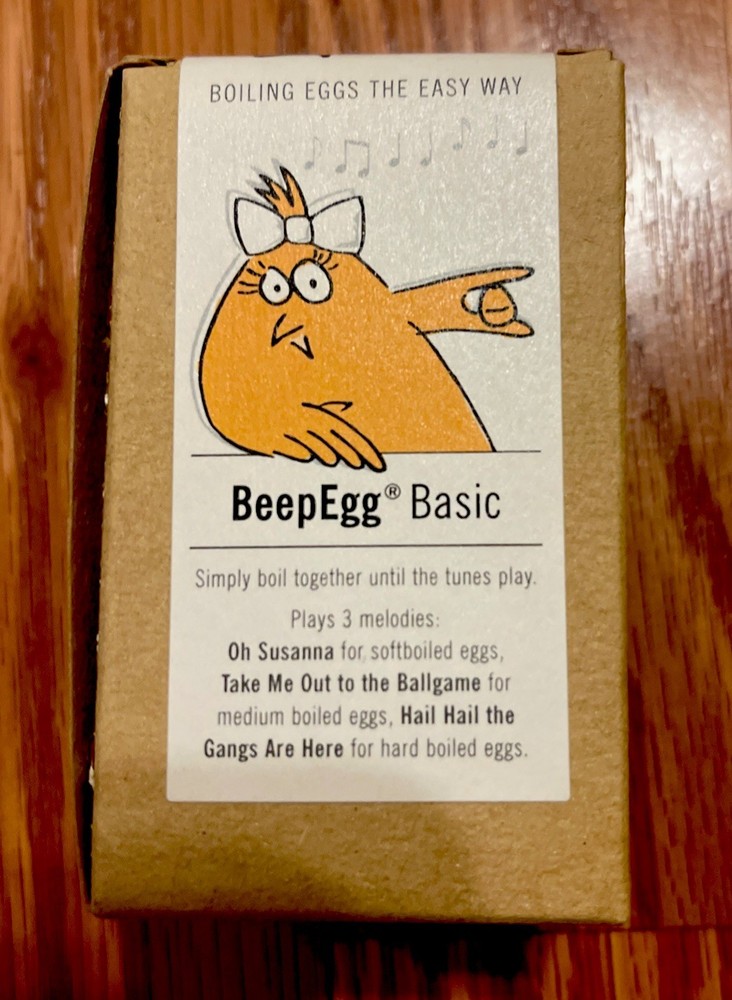 BOILING EGGS THE EASY WAY
BeepEgg® Basic
Simply boil together until the tunes play.
Plays 3 melodies:
Oh Susanna for softboiled eggs,
Take Me Out to the Ballgame for
medium boiled eggs, Hail Hail the
Gangs Are Here for hard boiled eggs.